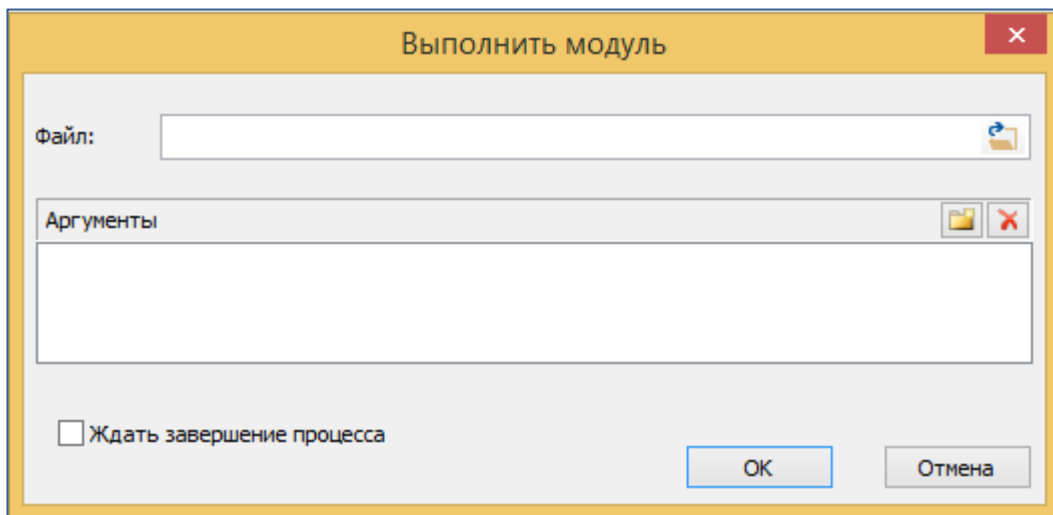 Выполнить модуль
Файл:
Аргументы
Ждать завершение процесса
ОК
Отмена